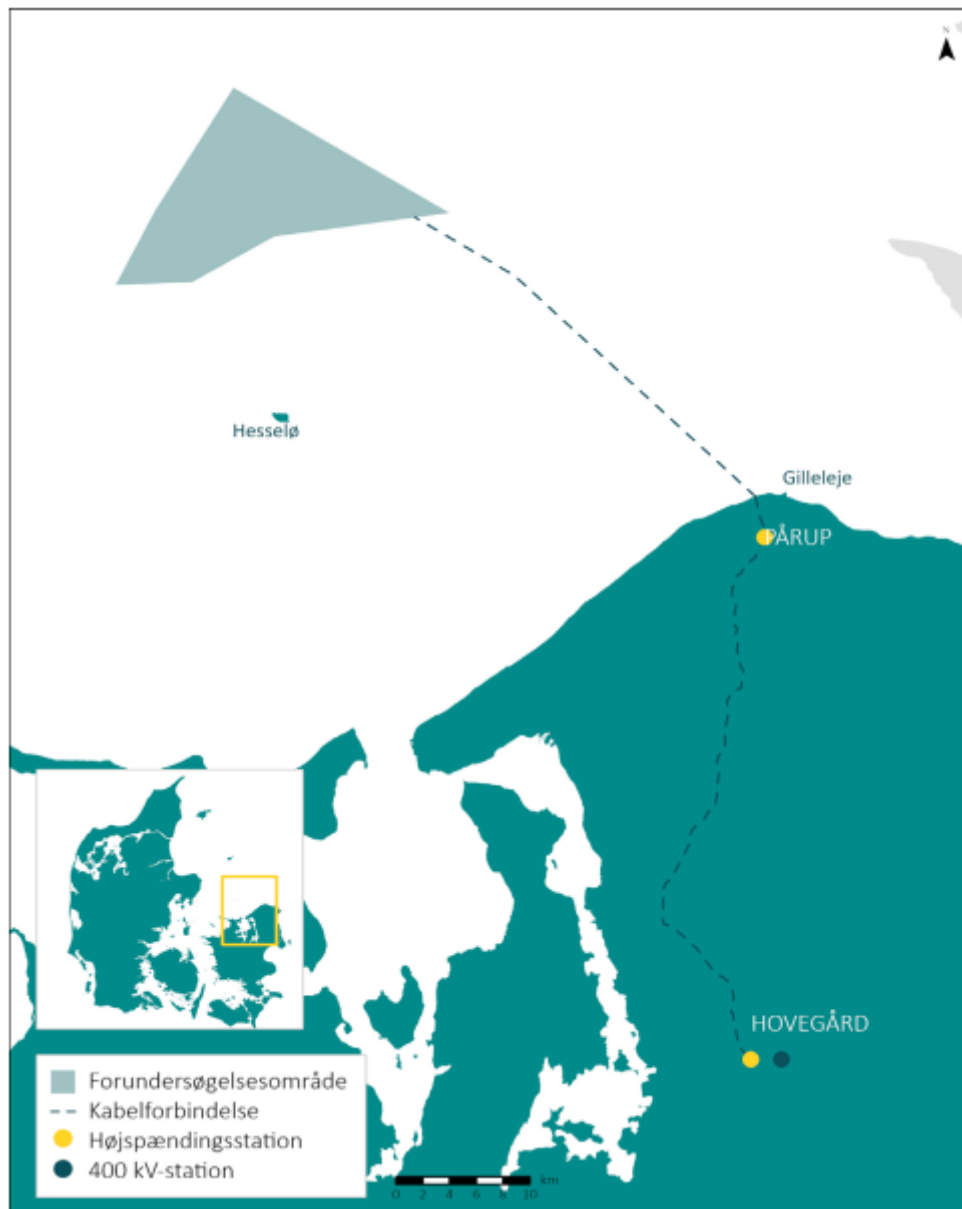 N
Hesselø
Gilleleje
PÅRUP
HOVEGÅRD
Forundersøgelsesområde
Kabelforbindelse
Højspændingsstation
400 kV-station
km
0 2 4 6 8 10